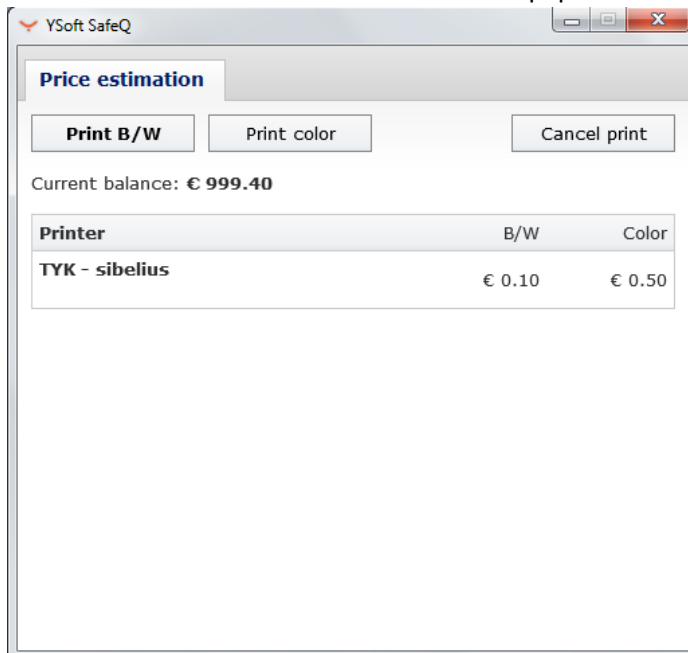 YSoft SafeQ
Price estimation
Print B/W Print color Cancel print
Current balance: € 999.40
Printer B/W Color
TYK - sibelius € 0.10 € 0.50